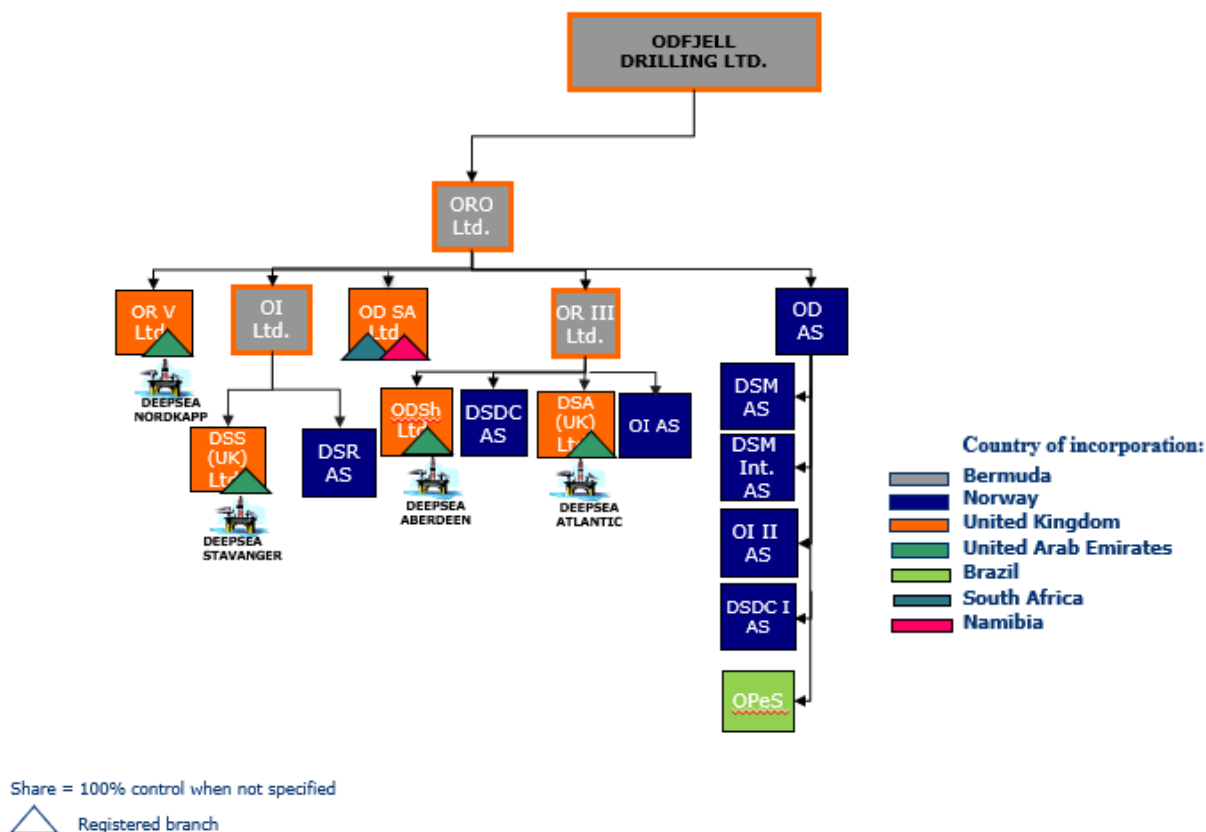 ODFJELL
DRILLING LTD.
ORO
Ltd.
OR V
Ltd.
OI
Ltd.
OD SA
Ltd
OR III
Ltd.
OD
AS
DEEPSEA
NORDKAPP
DSS
(UK)
Ltd
DEEPSEA
STAVANGER
DSR
AS
ODSh
Ltd.
DEEPSEA
ABERDEEN
DSDC
AS
DSA
(UK)
Ltd
DEEPSEA
ATLANTIC
OI AS
DSM
AS
DSM
Int.
AS
OI II
AS
DSDC I
AS
OPeS
Country of incorporation:
Bermuda
Norway
United Kingdom
United Arab Emirates
Brazil
South Africa
Namibia
Share = 100% control when not specified
Registered branch